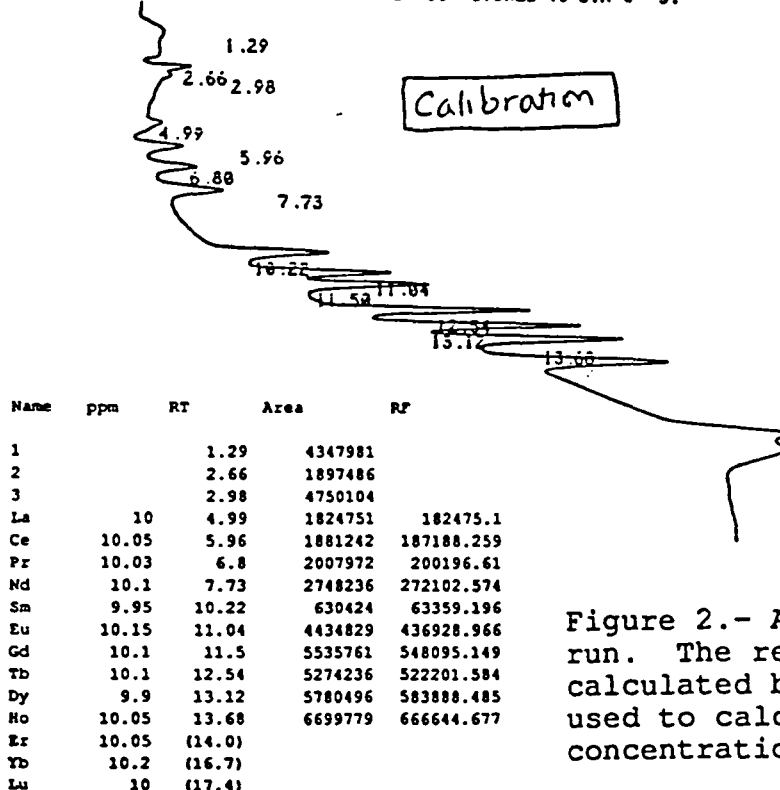 1.29
2.66 2.98
Calibration
4.99
5.96
6.80
7.73
10.22
11.04
11.50
12.54
13.12
13.68
Name ppm RT Area RF
1 1.29 4347981
2 2.66 1897486
3 2.98 4750104
La 10 4.99 1824751 182475.1
Ce 10.05 5.96 1881242 187188.259
Pr 10.03 6.8 2007972 200196.61
Nd 10.1 7.73 2748236 272102.574
Sm 9.95 10.22 630424 63359.196
Eu 10.15 11.04 4434829 436928.966
Gd 10.1 11.5 5535761 548095.149
Tb 10.1 12.54 5274236 522201.584
Dy 9.9 13.12 5780496 583888.485
Ho 10.05 13.68 6699779 666644.677
Er 10.05 (14.0)
Yb 10.2 (16.7)
Lu 10 (17.4)
Figure 2.-
run. The
calculated
used to